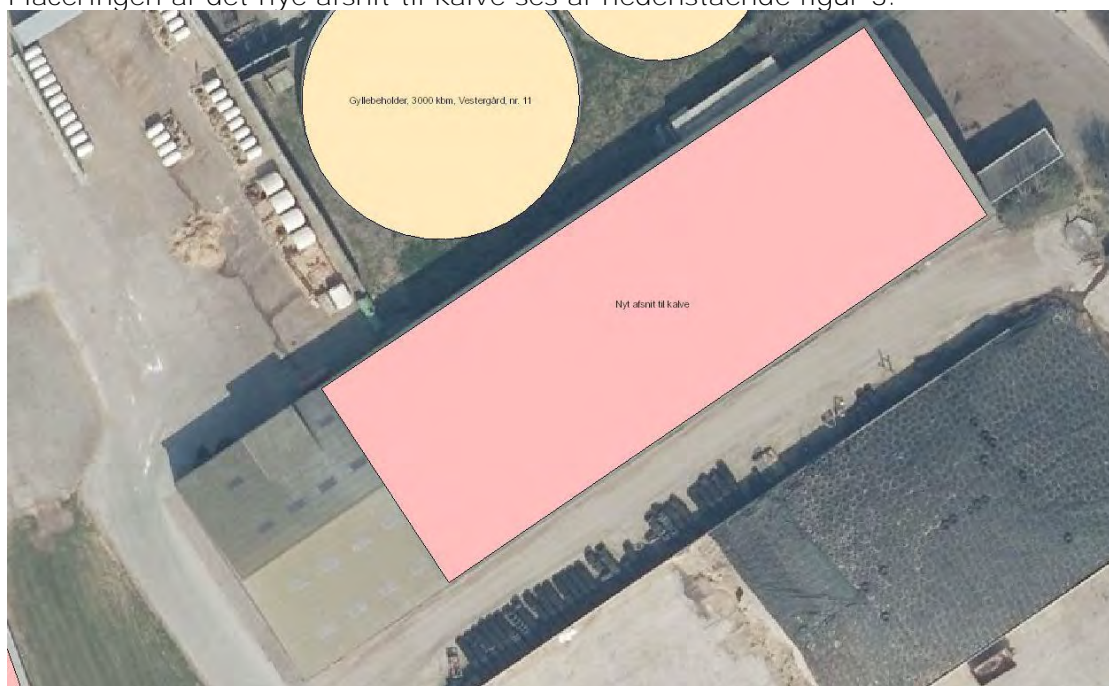 Placeringen af det nye afsnit til kalve ses af nedenstående figur 3.
Gyllebeholder, 3000 kbm, Vestergård, nr. 11
Nyt afsnit til kalve